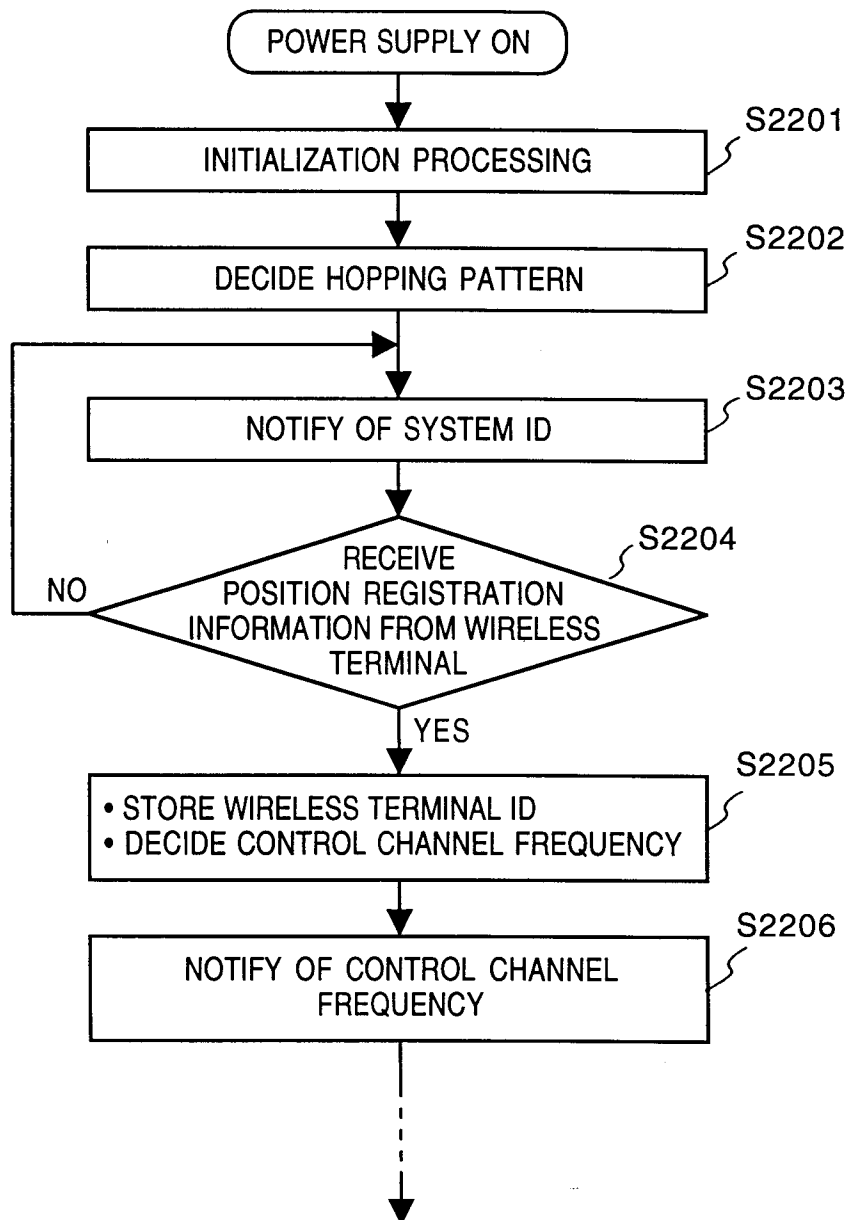 POWER SUPPLY ON
S2201
INITIALIZATION PROCESSING
S2202
DECIDE HOPPING PATTERN
S2203
NOTIFY OF SYSTEM ID
S2204
RECEIVE
POSITION REGISTRATION
INFORMATION FROM WIRELESS
TERMINAL
NO
YES
S2205
• STORE WIRELESS TERMINAL ID
• DECIDE CONTROL CHANNEL FREQUENCY
S2206
NOTIFY OF CONTROL CHANNEL
FREQUENCY